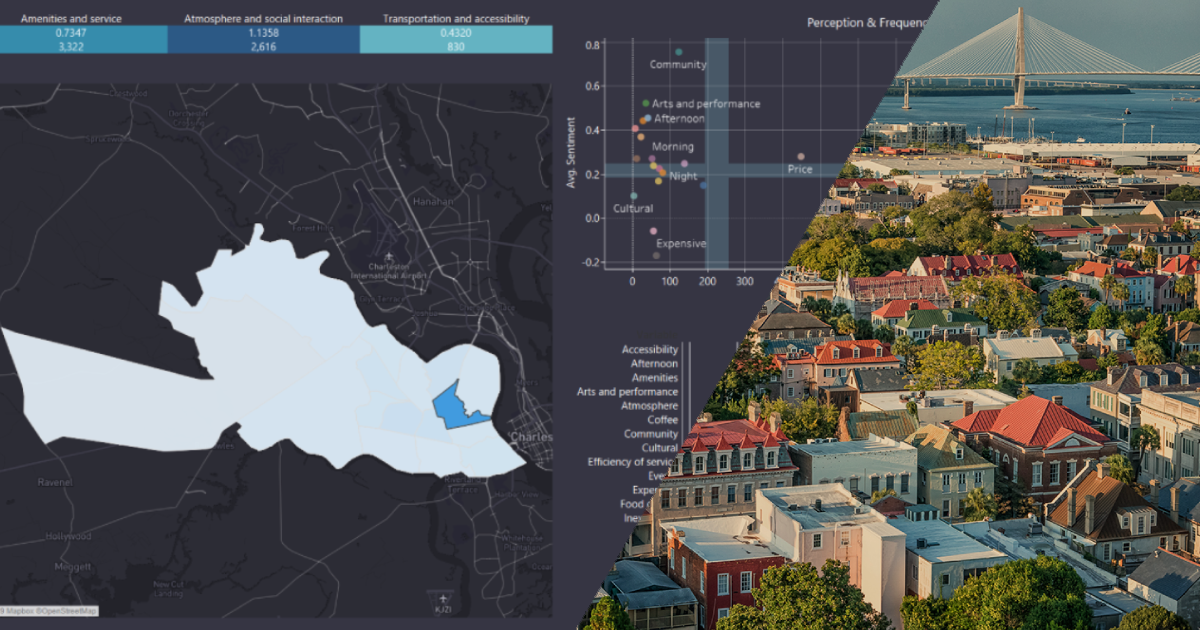 Amenities and service
Atmosphere and social interaction
Transportation and accessibility
0.7347
1.1358
0.4320
3,322
2,616
830
Perception & Frequenc
Avg. Sentiment
0.8
0.6
0.4
0.2
0.0
-0.2
0
100
200
300
Community
Arts and performance
Afternoon
Morning
Night
Price
Cultural
Expensive
Accessibility
Afternoon
Amenities
Arts and performance
Atmosphere
Coffee
Community
Cultural
Efficiency of servic
Eve
Exper
Food
Ine
Hanahan
Charleston
International Airport
Charles
Ravenel
Hollywood
Meggett
New Cut
Landing
KJZI
Mapbox ©OpenStreetMap